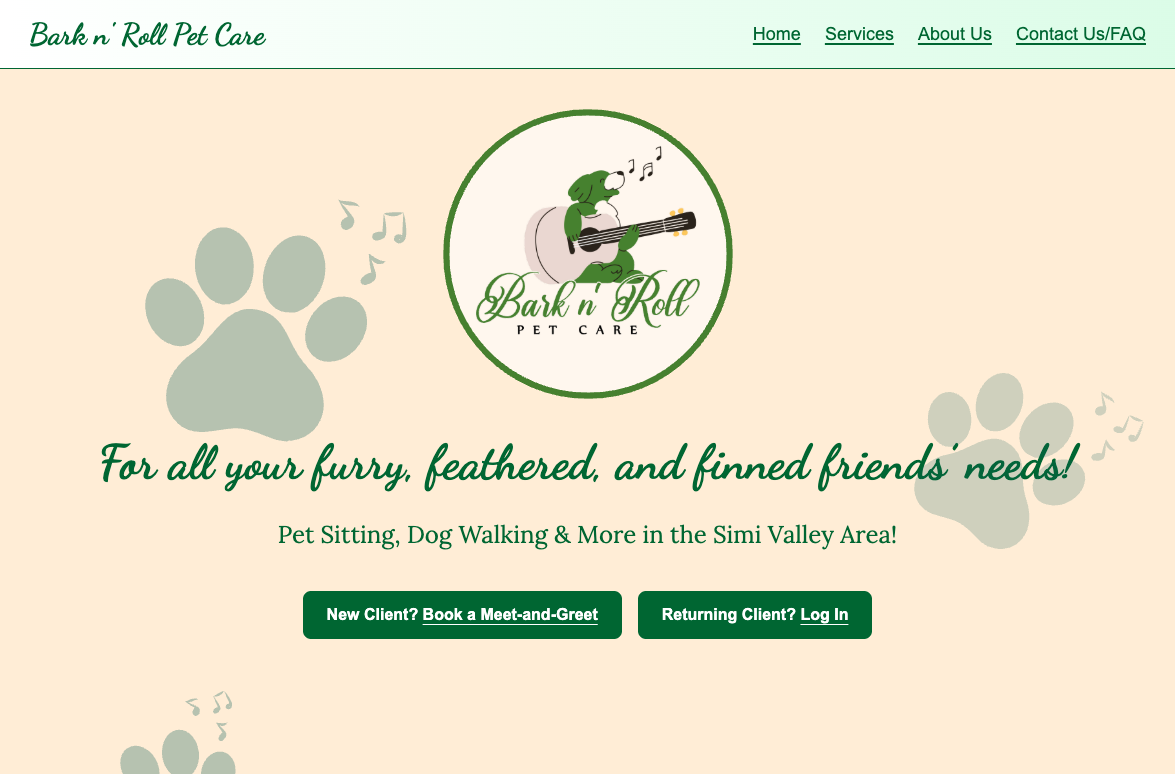 Bark n' Roll Pet Care
Home Services About Us Contact Us/FAQ
Bark n' Roll
PET CARE
For all your furry, feathered, and finned friends' needs!
Pet Sitting, Dog Walking & More in the Simi Valley Area!
New Client? Book a Meet-and-Greet
Returning Client? Log In